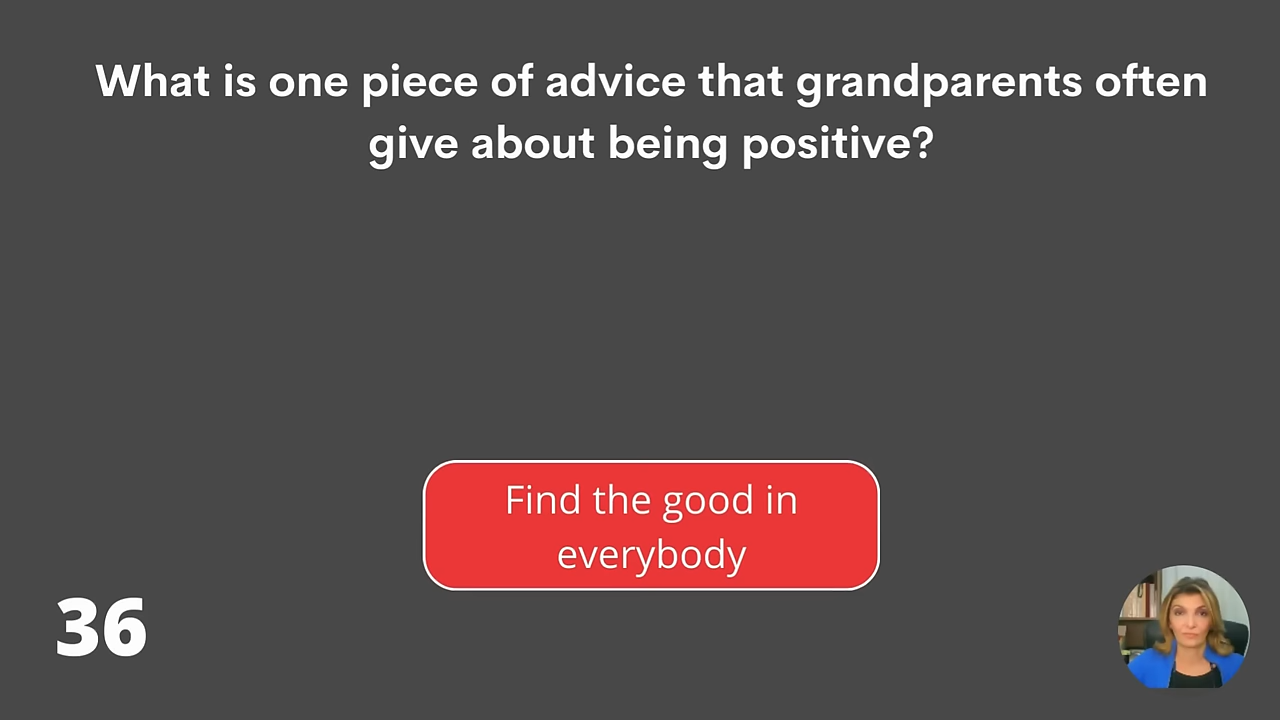 What is one piece of advice that grandparents often
give about being positive?
Find the good in
everybody
36